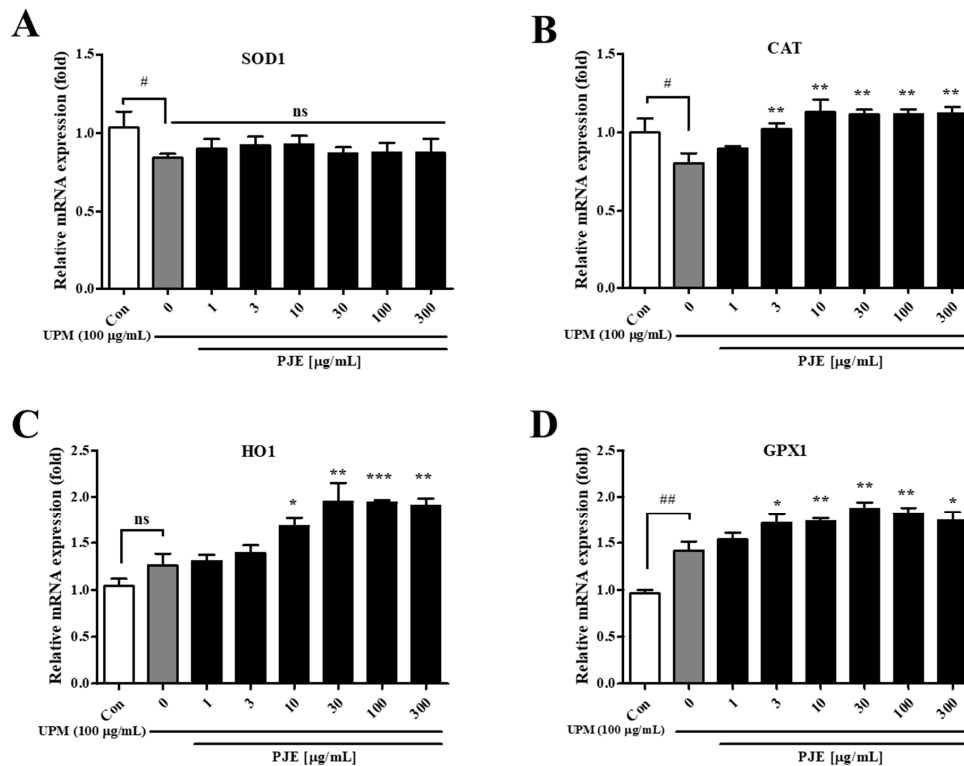 A
SOD1
Relative mRNA expression (fold)
1.5
1.0
0.5
0.0
#
ns
Con 0 1 3 10 30 100 300
UPM (100 μg/mL)
PJE [μg/mL]
B
CAT
Relative mRNA expression (fold)
1.5
1.0
0.5
0.0
#
** ** ** ** **
Con 0 1 3 10 30 100 300
UPM (100 μg/mL)
PJE [μg/mL]
C
HO1
Relative mRNA expression (fold)
2.5
2.0
1.5
1.0
0.5
0.0
ns
* ** *** **
Con 0 1 3 10 30 100 300
UPM (100 μg/mL)
PJE [μg/mL]
D
GPX1
Relative mRNA expression (fold)
2.5
2.0
1.5
1.0
0.5
0.0
##
* ** ** ** *
Con 0 1 3 10 30 100 300
UPM (100 μg/mL)
PJE [μg/mL]